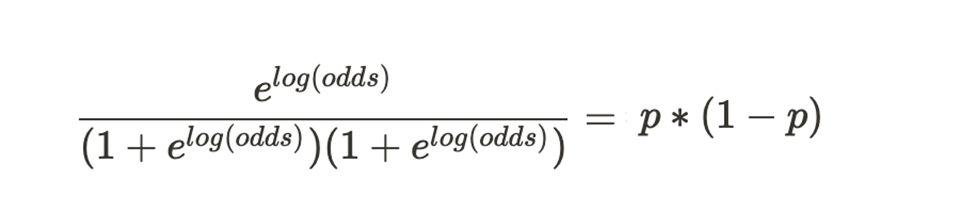 e^{log(odds)}
(1 + e^{log(odds)})(1 + e^{log(odds)}) = p * (1 − p)